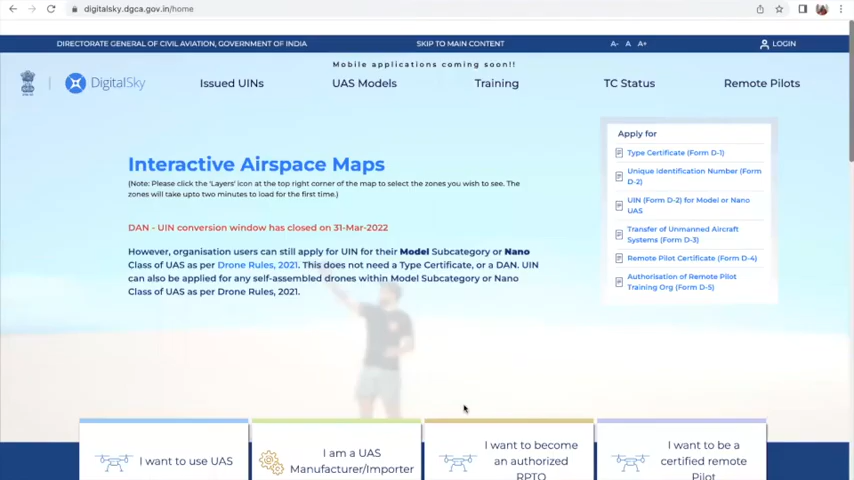 digitalsky.dgca.gov.in/home
DIRECTORATE GENERAL OF CIVIL AVIATION, GOVERNMENT OF INDIA
SKIP TO MAIN CONTENT
A- A A+
LOGIN
Mobile applications coming soon!!
DigitalSky
Issued UINs
UAS Models
Training
TC Status
Remote Pilots
Interactive Airspace Maps
(Note: Please click the 'Layers' icon at the top right corner of the map to select the zones you wish to see. The
zones will take upto two minutes to load for the first time.)
DAN - UIN conversion window has closed on 31-Mar-2022
However, organisation users can still apply for UIN for their Model Subcategory or Nano
Class of UAS as per Drone Rules, 2021. This does not need a Type Certificate, or a DAN. UIN
can also be applied for any self-assembled drones within Model Subcategory or Nano
Class of UAS as per Drone Rules, 2021.
Apply for
Type Certificate (Form D-1)
Unique Identification Number (Form
D-2)
UIN (Form D-2) for Model or Nano
UAS
Transfer of Unmanned Aircraft
Systems (Form D-3)
Remote Pilot Certificate (Form D-4)
Authorisation of Remote Pilot
Training Org (Form D-5)
I want to use UAS
I am a UAS
Manufacturer/Importer
I want to become
an authorized
RPTO
I want to be a
certified remote
Pilot